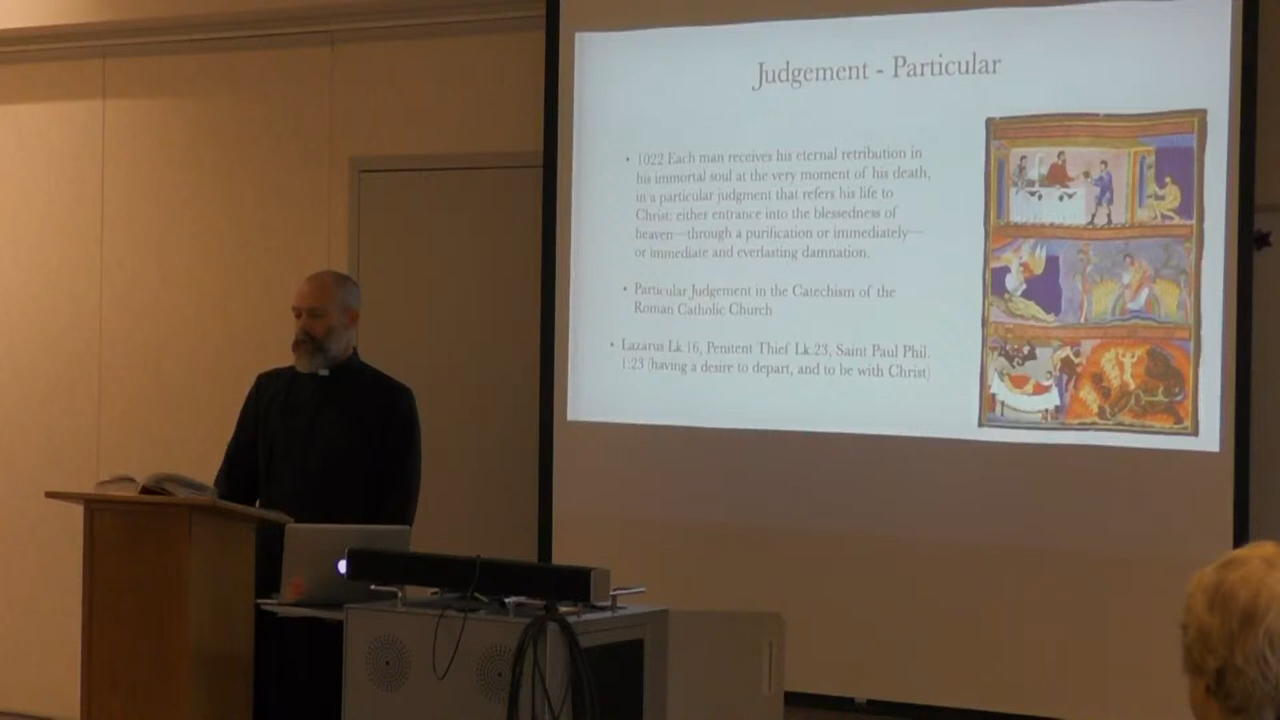 Judgement - Particular
• 1022 Each man receives his eternal retribution in
his immortal soul at the very moment of his death,
in a particular judgment that refers his life to
Christ: either entrance into the blessedness of
heaven—through a purification or immediately—
or immediate and everlasting damnation.
• Particular Judgement in the Catechism of the
Roman Catholic Church
• Lazarus Lk.16, Penitent Thief Lk.23, Saint Paul Phil.
1:23 (having a desire to depart, and to be with Christ)